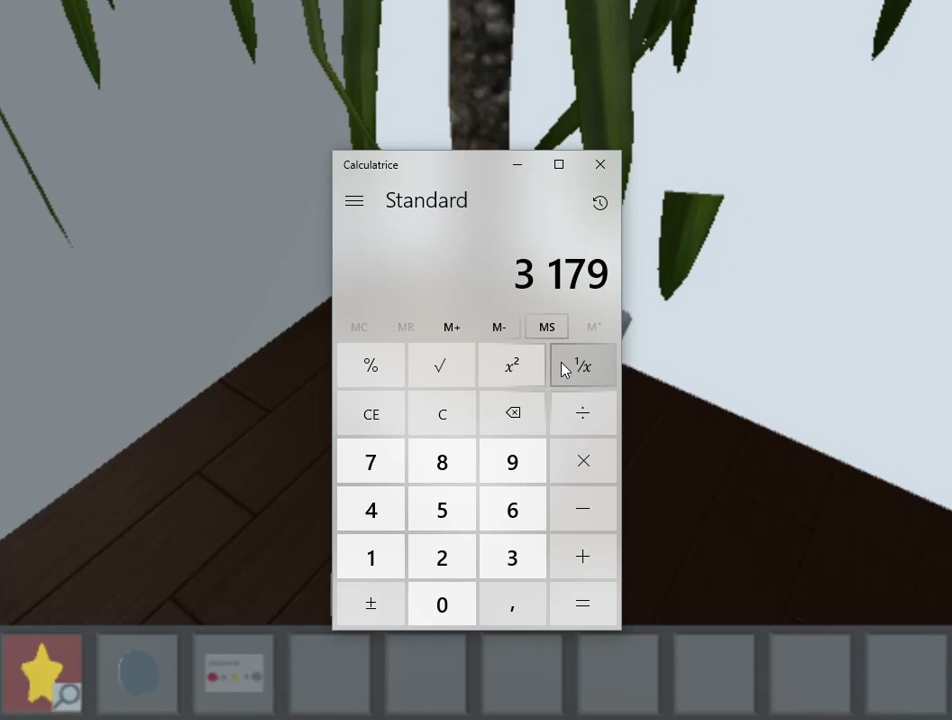 Calculatrice
Standard
3 179
MC MR M+ M- MS M˅
% √ x² ¹/x
CE C ÷
7 8 9 ×
4 5 6 −
1 2 3 +
± 0 , =